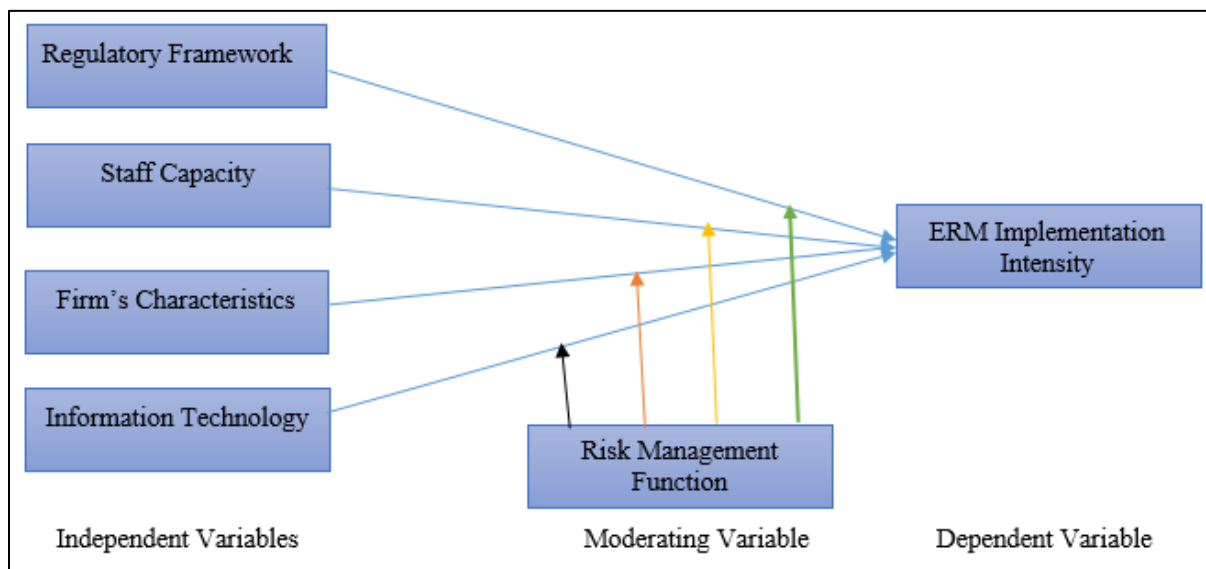 Regulatory Framework
Staff Capacity
Firm's Characteristics
Information Technology
ERM Implementation
Intensity
Risk Management
Function
Independent Variables
Moderating Variable
Dependent Variable